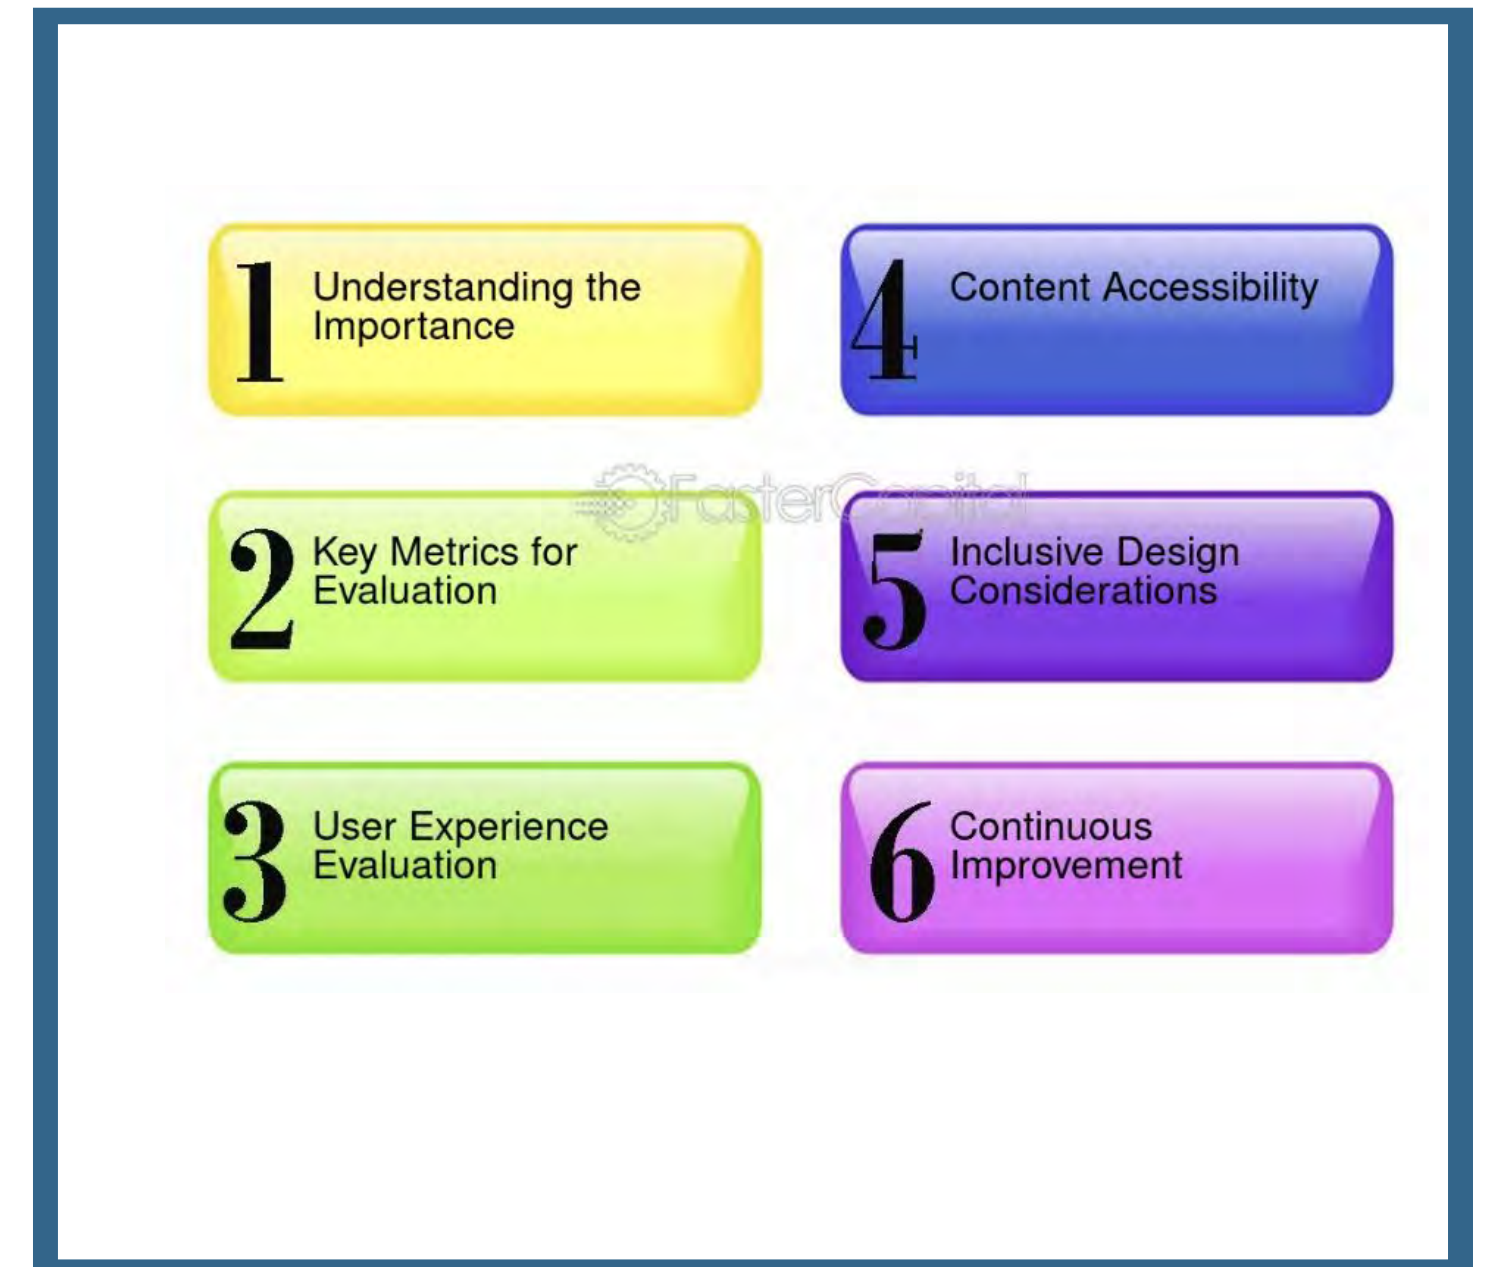 1
Understanding the
Importance
2
Key Metrics for
Evaluation
3
User Experience
Evaluation
4
Content Accessibility
5
Inclusive Design
Considerations
6
Continuous
Improvement
FasterCapital